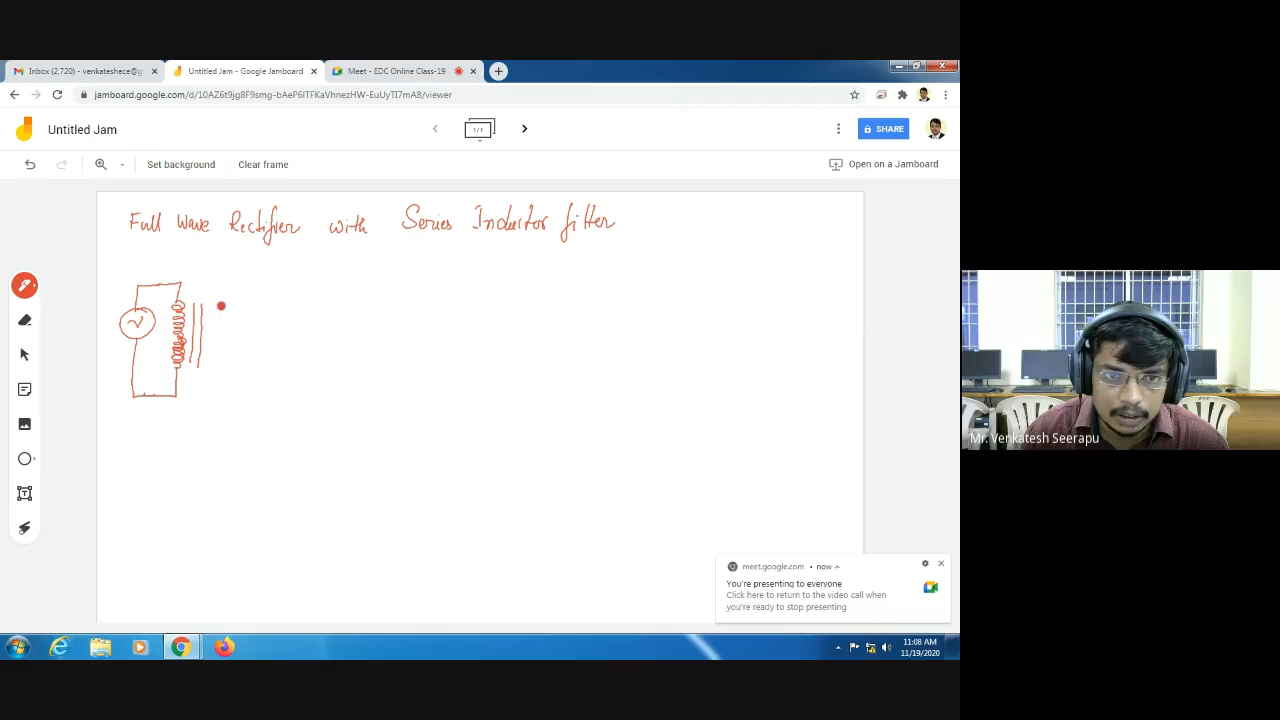 Inbox (2,720) - venkateshece@g
Untitled Jam - Google Jamboard
Meet - EDC Online Class-19
jamboard.google.com/d/10AZ6t9jg8F9smg-bAeP6ITFKaVhnezHW-EuUyTI7mA8/viewer
Untitled Jam
1/1
SHARE
Set background
Clear frame
Open on a Jamboard
Full Wave Rectifier with Series Inductor filter
Mr. Venkatesh Seerapu
meet.google.com • now
You're presenting to everyone
Click here to return to the video call when
you're ready to stop presenting
11:08 AM
11/19/2020